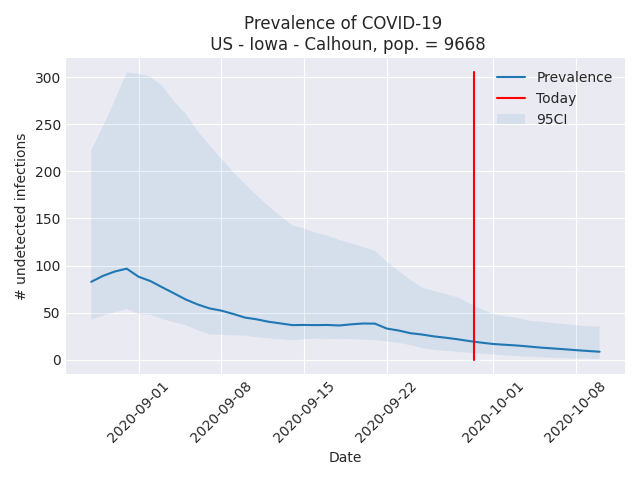 Prevalence of COVID-19
US - Iowa - Calhoun, pop. = 9668
Prevalence
Today
95CI
# undetected infections
300
250
200
150
100
50
0
2020-09-01
2020-09-08
2020-09-15
2020-09-22
2020-10-01
2020-10-08
Date